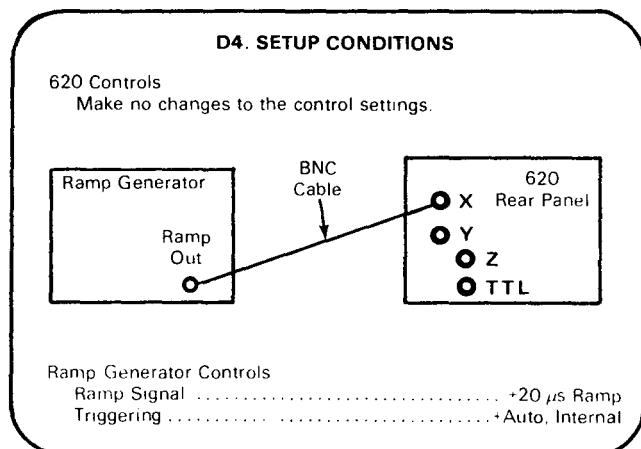 D4. SETUP CONDITIONS
620 Controls
Make no changes to the control settings.
Ramp Generator
Ramp
Out
BNC
Cable
620
Rear Panel
X
Y
Z
TTL
Ramp Generator Controls
Ramp Signal ................................ +20 µs Ramp
Triggering ................................ +Auto, Internal